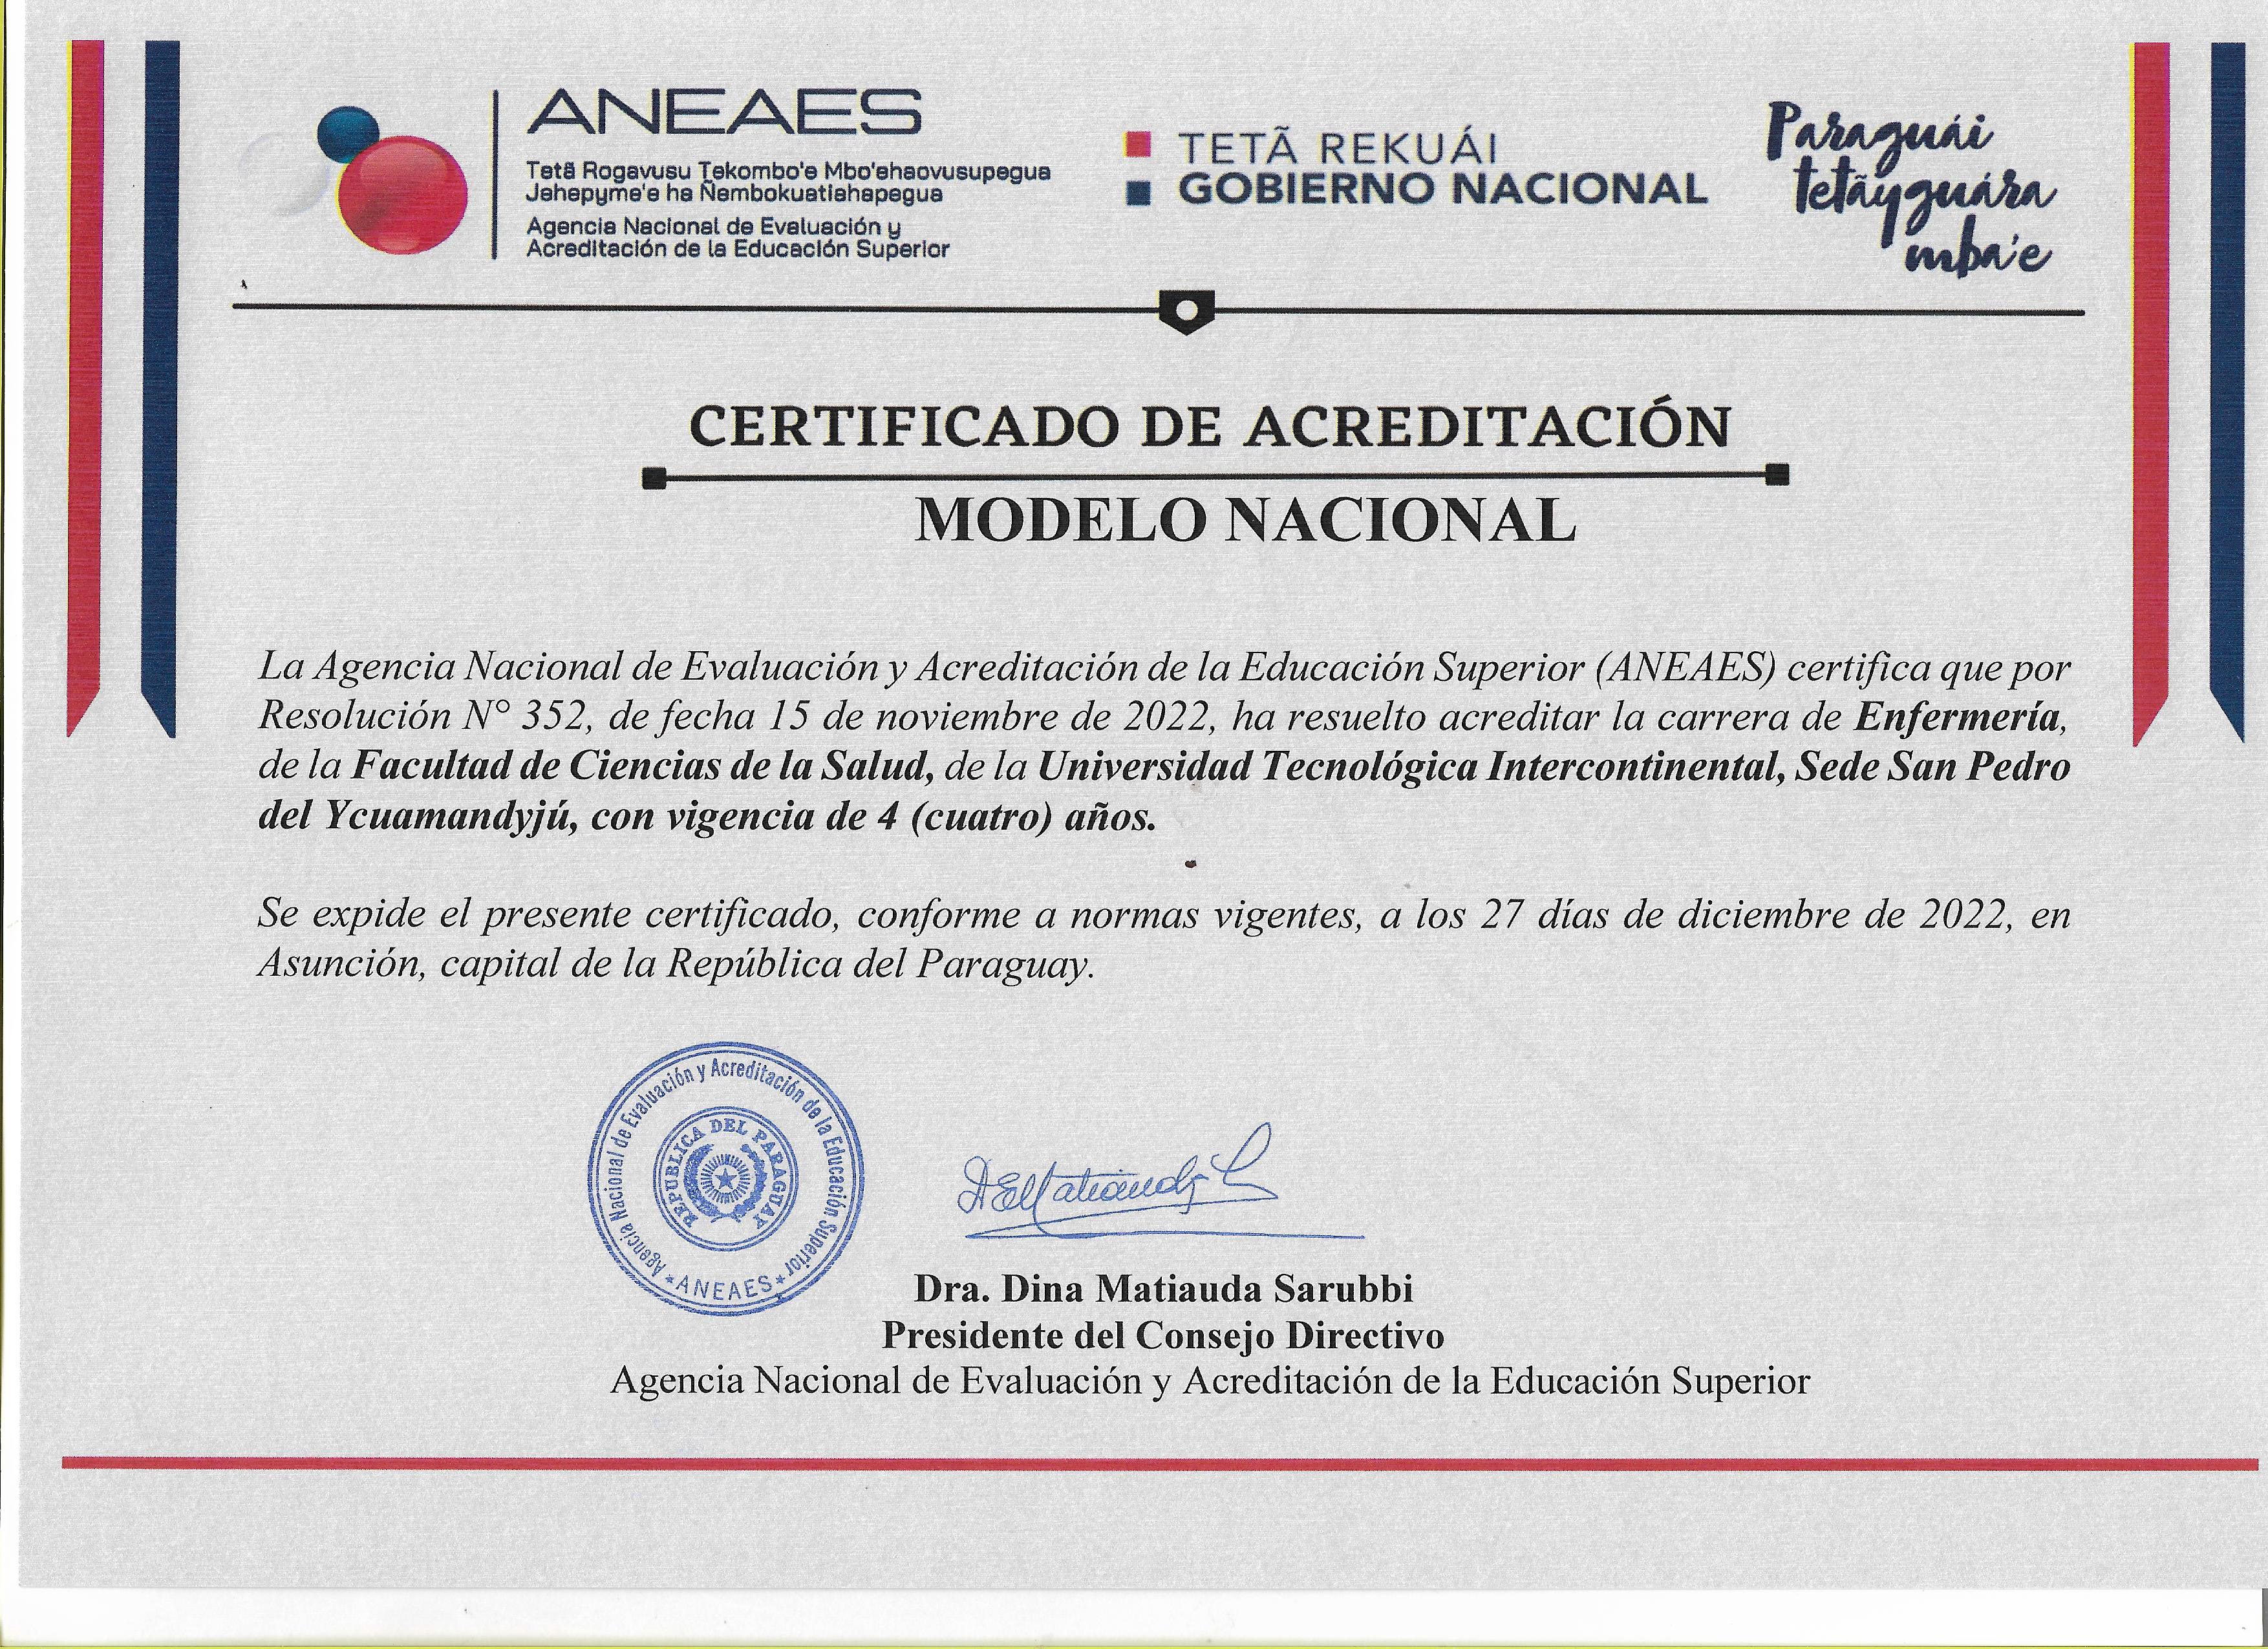 ANEAES
Tetã Rogavusu Tekombo'e Mbo'ehaovusupegua
Jehepyme'e ha Ñembokuatiahapegua
Agencia Nacional de Evaluación y
Acreditación de la Educación Superior
TETÃ REKUÁI
GOBIERNO NACIONAL
Paraguái
tetãyguára
mba'e
CERTIFICADO DE ACREDITACIÓN
MODELO NACIONAL
La Agencia Nacional de Evaluación y Acreditación de la Educación Superior (ANEAES) certifica que por
Resolución N° 352, de fecha 15 de noviembre de 2022, ha resuelto acreditar la carrera de Enfermería,
de la Facultad de Ciencias de la Salud, de la Universidad Tecnológica Intercontinental, Sede San Pedro
del Ycuamandyjú, con vigencia de 4 (cuatro) años.
Se expide el presente certificado, conforme a normas vigentes, a los 27 días de diciembre de 2022, en
Asunción, capital de la República del Paraguay.
Agencia Nacional de Evaluación y Acreditación de la Educación Superior
* ANEAES *
REPUBLICA DEL PARAGUAY
Dra. Dina Matiauda Sarubbi
Presidente del Consejo Directivo
Agencia Nacional de Evaluación y Acreditación de la Educación Superior